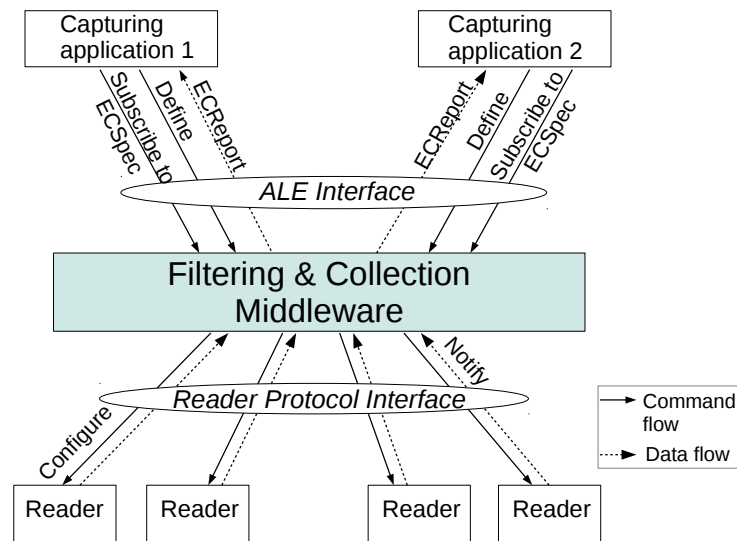 Capturing
application 1
Capturing
application 2
Subscribe to
ECSpec
Define
ECReport
ECReport
Define
Subscribe to
ECSpec
ALE Interface
Filtering & Collection
Middleware
Notify
Reader Protocol Interface
Configure
Command
flow
Data flow
Reader
Reader
Reader
Reader